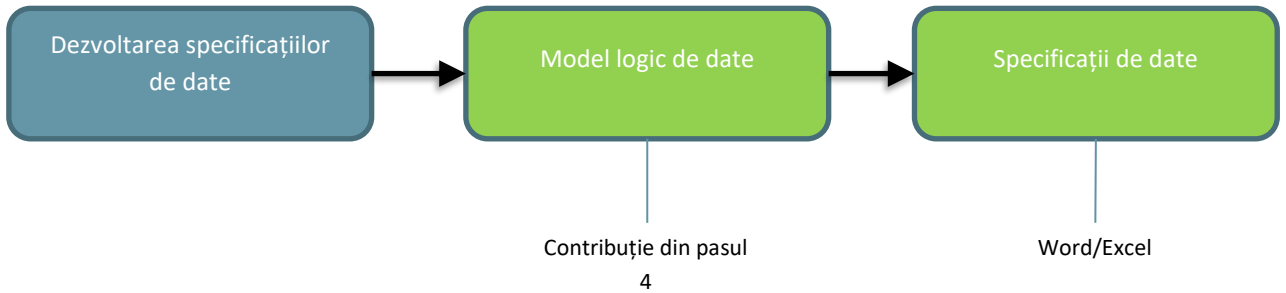 Dezvoltarea specificațiilor
de date
Model logic de date
Specificații de date
Contribuție din pasul
4
Word/Excel